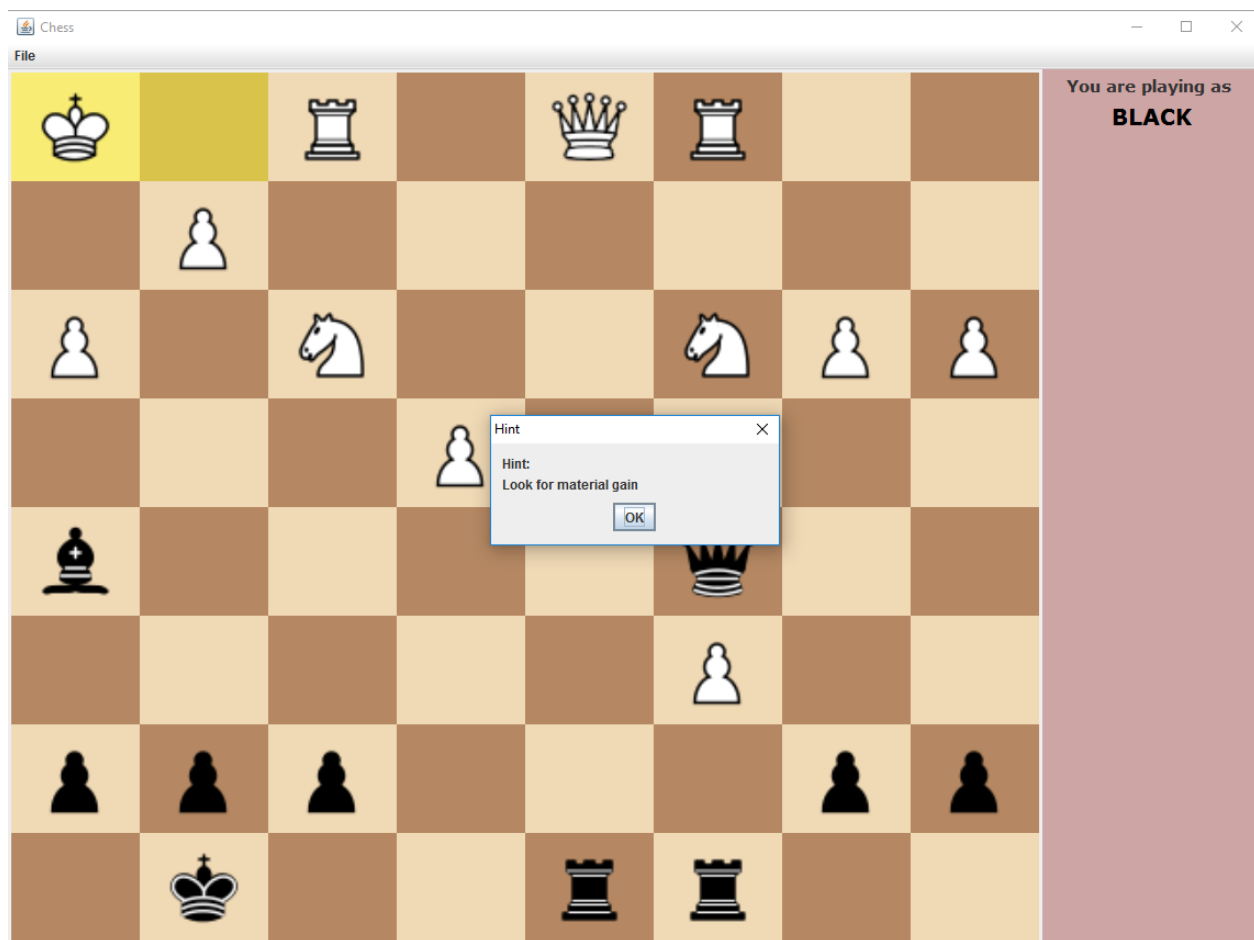 Chess
File
You are playing as
BLACK
Hint
Hint:
Look for material gain
OK